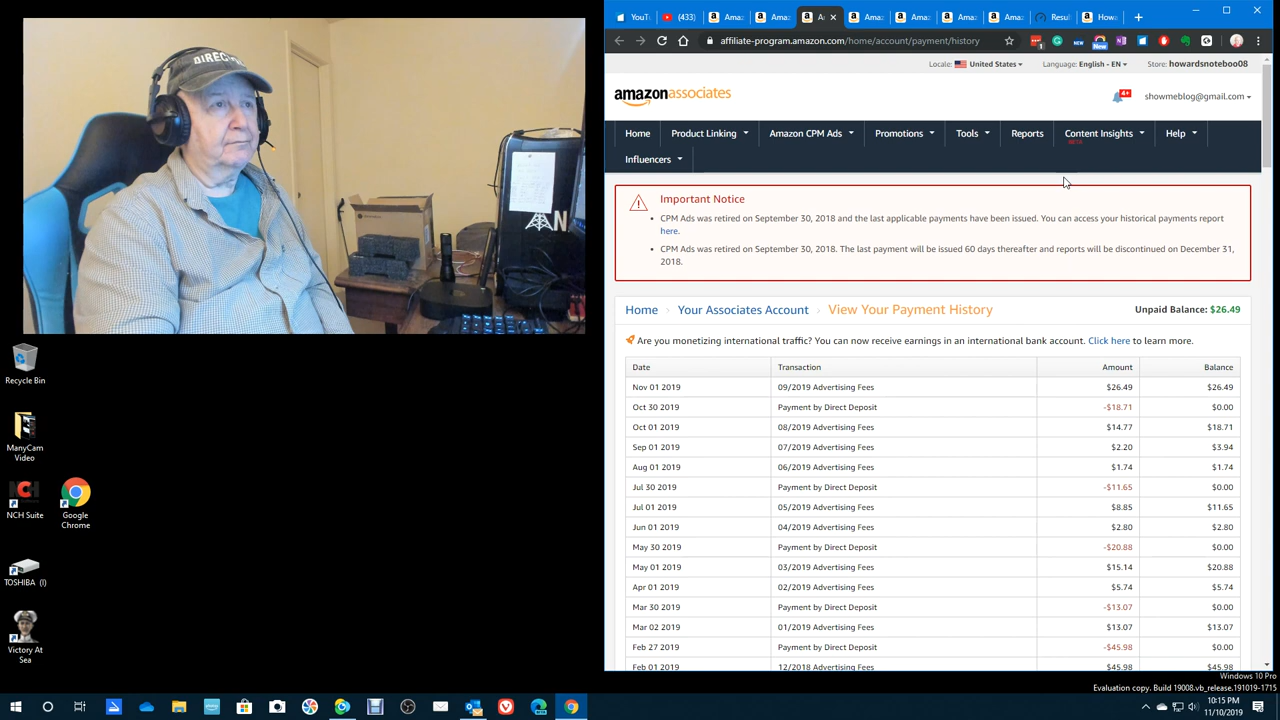 DIRECTV
AN
Recycle Bin
ManyCam
Video
NCH Suite
Google
Chrome
TOSHIBA (I)
Victory At
Sea
YouT
(433)
Amaz
Amaz
A
Amaz
Amaz
Amaz
Amaz
Resu
How
affiliate-program.amazon.com/home/account/payment/history
Locale: United States
Language: English - EN
Store: howardsnoteboo08
amazonassociates
4+
showmeblog@gmail.com
Home
Product Linking
Amazon CPM Ads
Promotions
Tools
Reports
Content Insights
BETA
Help
Influencers
Important Notice
• CPM Ads was retired on September 30, 2018 and the last applicable payments have been issued. You can access your historical payments report
here.
• CPM Ads was retired on September 30, 2018. The last payment will be issued 60 days thereafter and reports will be discontinued on December 31,
2018.
Home › Your Associates Account › View Your Payment History
Unpaid Balance: $26.49
Are you monetizing international traffic? You can now receive earnings in an international bank account. Click here to learn more.
Date Transaction Amount Balance
Nov 01 2019 09/2019 Advertising Fees $26.49 $26.49
Oct 30 2019 Payment by Direct Deposit -$18.71 $0.00
Oct 01 2019 08/2019 Advertising Fees $14.77 $18.71
Sep 01 2019 07/2019 Advertising Fees $2.20 $3.94
Aug 01 2019 06/2019 Advertising Fees $1.74 $1.74
Jul 30 2019 Payment by Direct Deposit -$11.65 $0.00
Jul 01 2019 05/2019 Advertising Fees $8.85 $11.65
Jun 01 2019 04/2019 Advertising Fees $2.80 $2.80
May 30 2019 Payment by Direct Deposit -$20.88 $0.00
May 01 2019 03/2019 Advertising Fees $15.14 $20.88
Apr 01 2019 02/2019 Advertising Fees $5.74 $5.74
Mar 30 2019 Payment by Direct Deposit -$13.07 $0.00
Mar 02 2019 01/2019 Advertising Fees $13.07 $13.07
Feb 27 2019 Payment by Direct Deposit -$45.98 $0.00
Feb 01 2019 12/2018 Advertising Fees $45.98 $45.98
Windows 10 Pro
Evaluation copy. Build 19008.vb_release.191019-1715
10:15 PM
11/10/2019